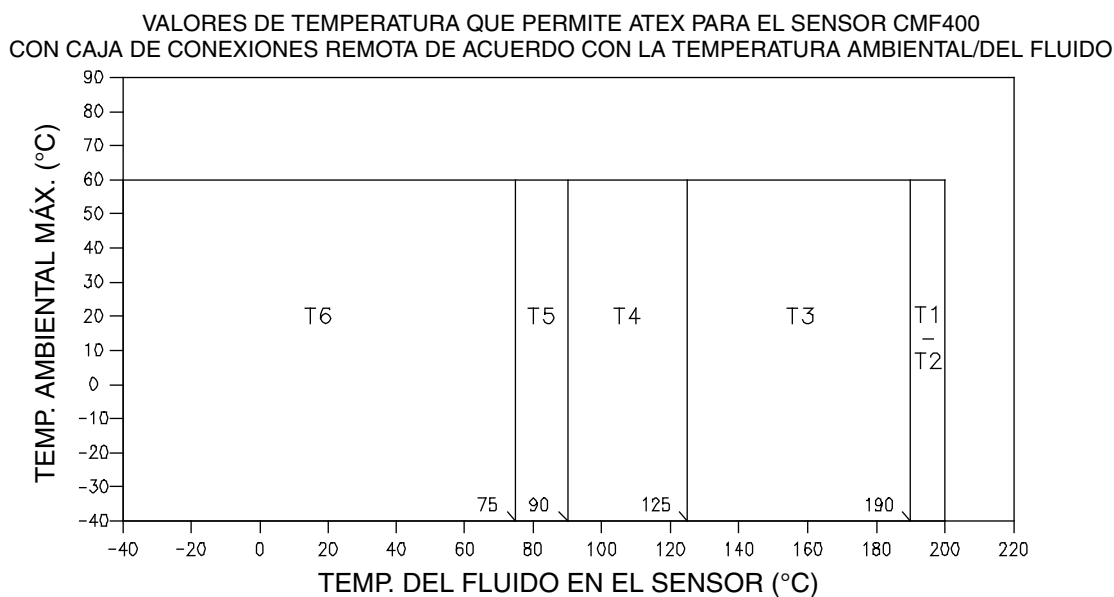 VALORES DE TEMPERATURA QUE PERMITE ATEX PARA EL SENSOR CMF400
CON CAJA DE CONEXIONES REMOTA DE ACUERDO CON LA TEMPERATURA AMBIENTAL/DEL FLUIDO
TEMP. AMBIENTAL MÁX. (°C)
90
80
70
60
50
40
30
20
10
0
-10
-20
-30
-40
T6
T5
T4
T3
T1
–
T2
75
90
125
190
-40 -20 0 20 40 60 80 100 120 140 160 180 200 220
TEMP. DEL FLUIDO EN EL SENSOR (°C)